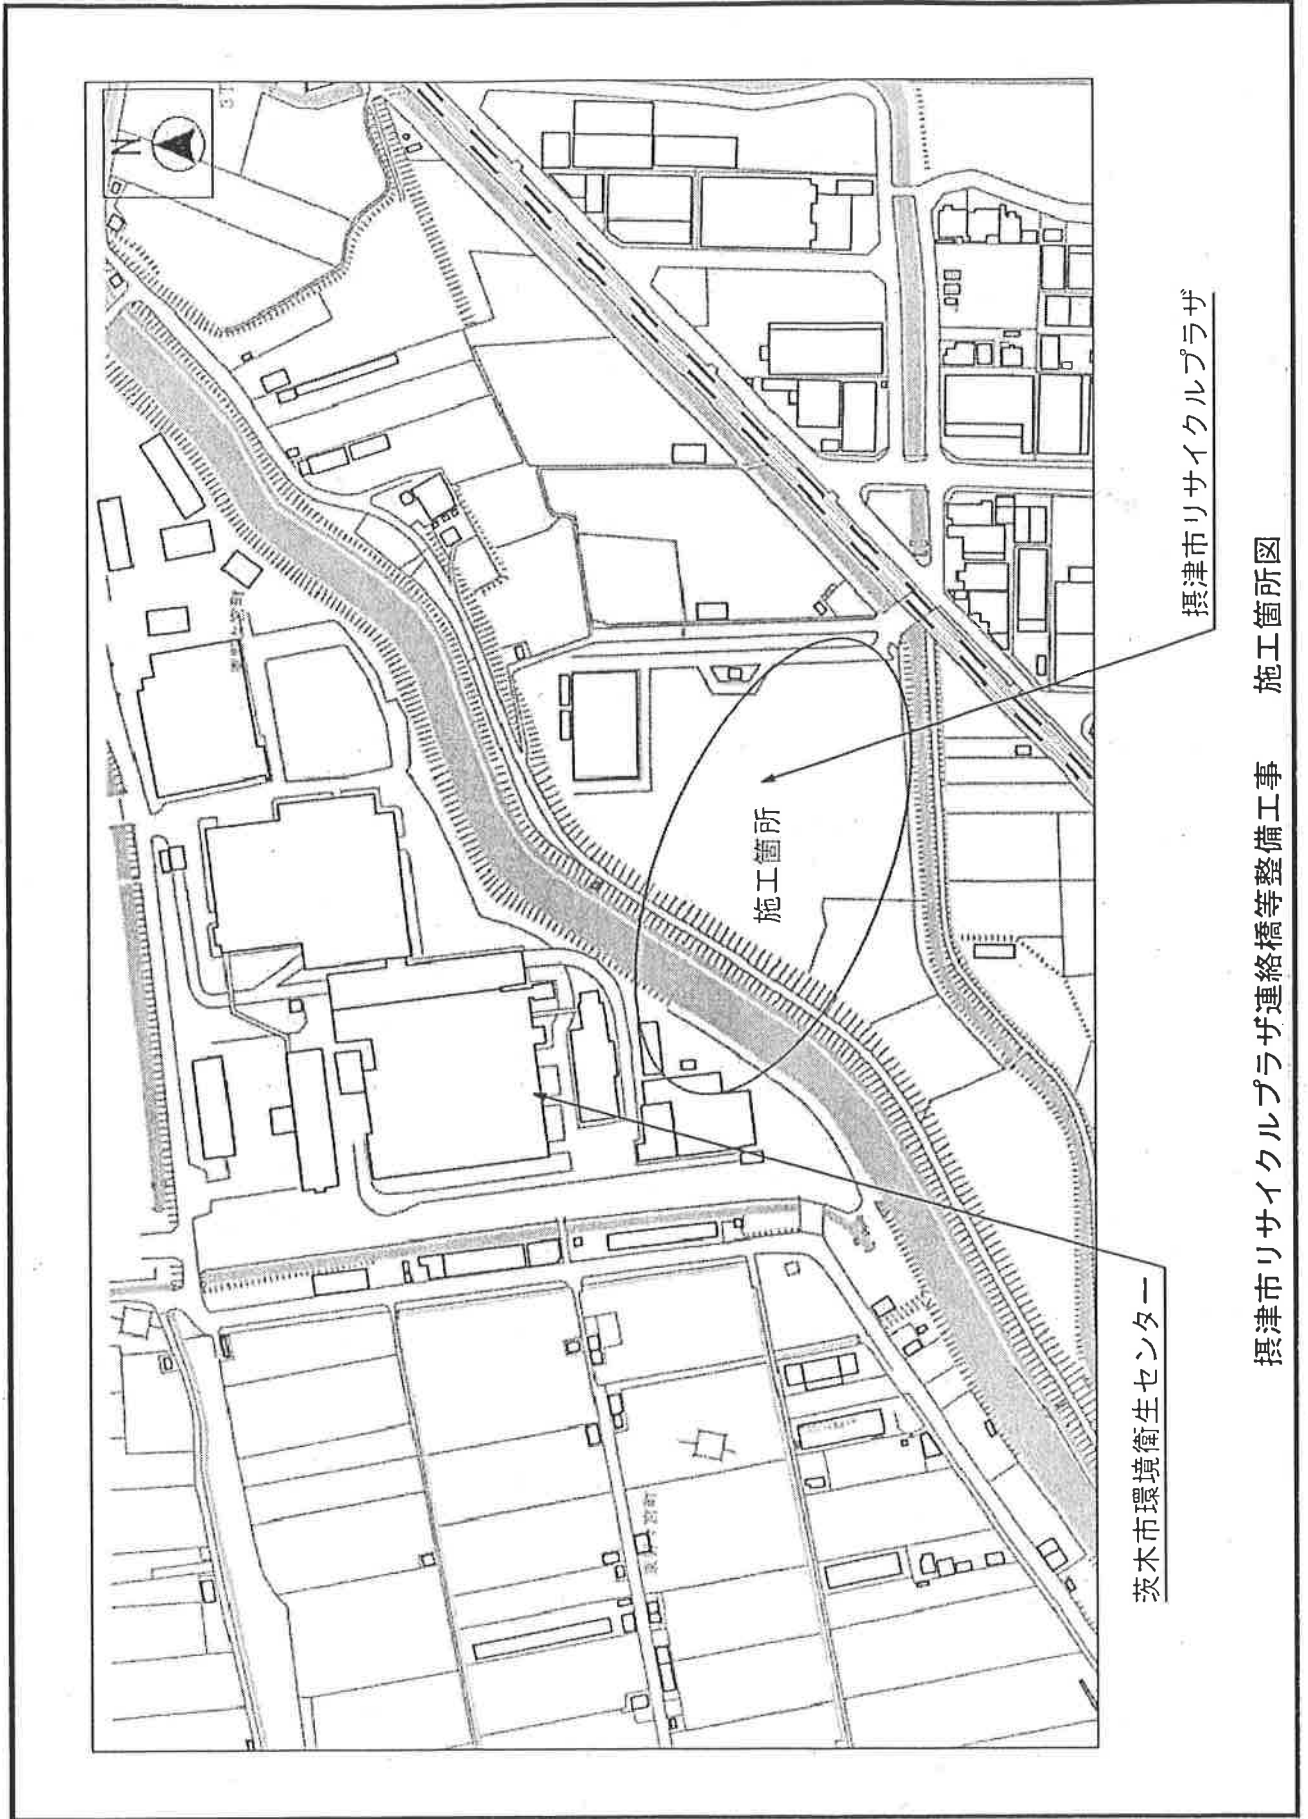 N
施工箇所
摂津市リサイクルプラザ
茨木市環境衛生センター
摂津市リサイクルプラザ連絡橋等整備工事　施工箇所図